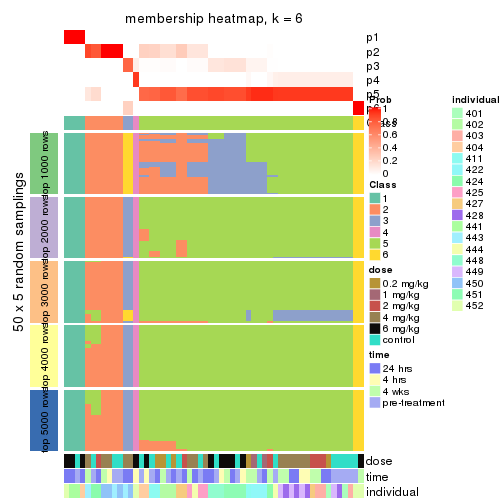 membership heatmap, k = 6
p1
p2
p3
p4
p5
Prob
1
0.8
0.6
0.4
0.2
0
Class
1
2
3
4
5
6
dose
0.2 mg/kg
1 mg/kg
2 mg/kg
4 mg/kg
6 mg/kg
control
time
24 hrs
4 hrs
4 wks
pre-treatment
individual
401
402
403
404
411
422
424
425
427
428
441
443
444
448
449
450
451
452
50 x 5 random samplings
top 1000 rows
top 2000 rows
top 3000 rows
top 4000 rows
top 5000 rows
dose
time
individual